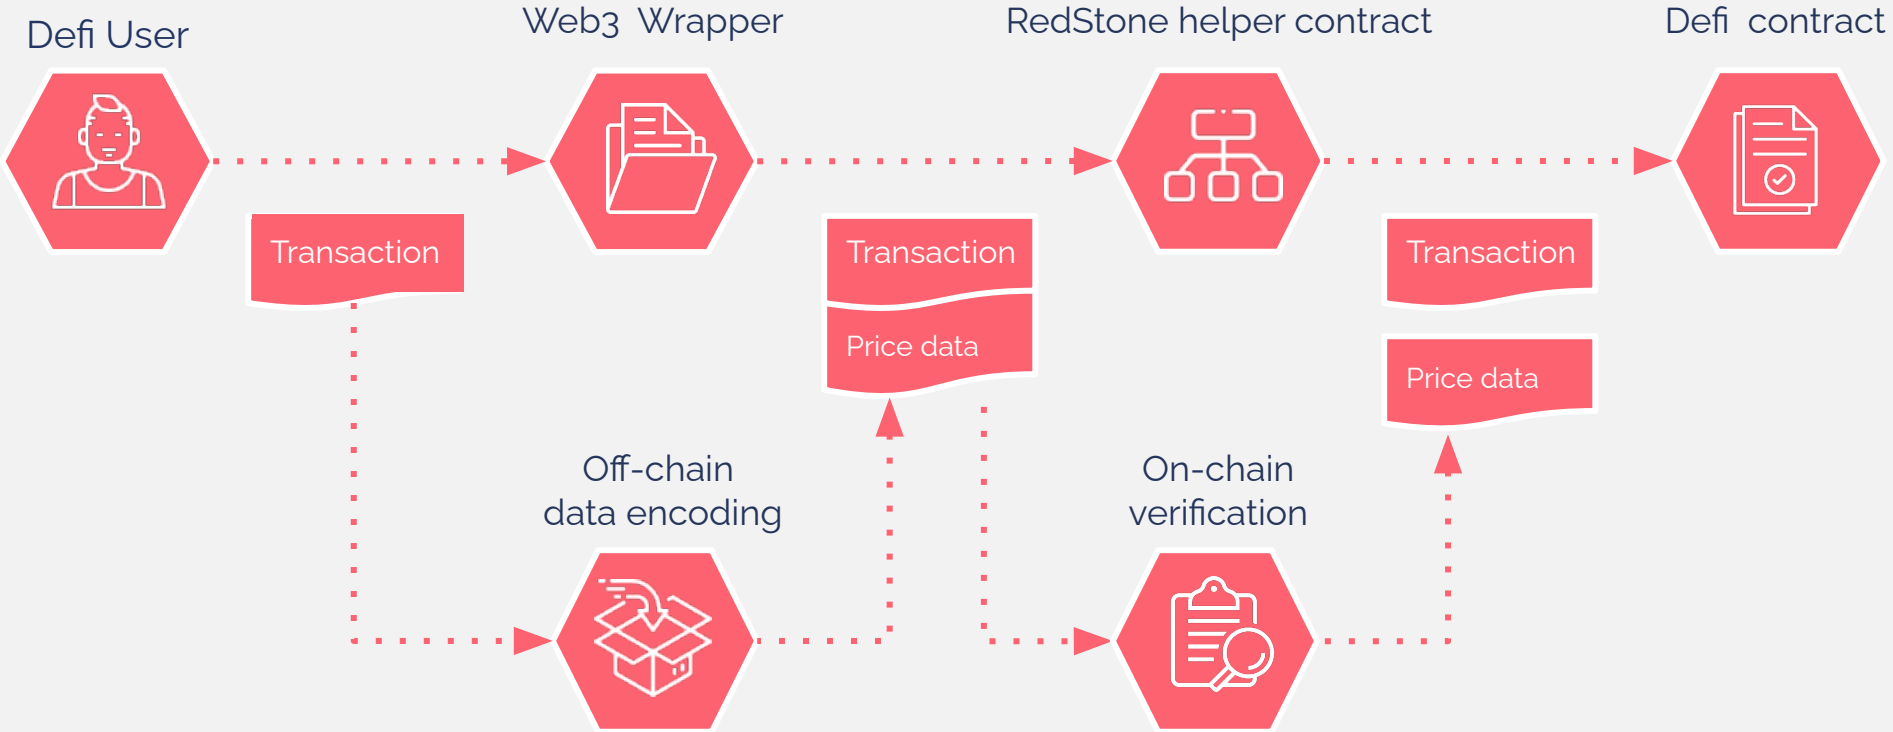 Defi User
Web3 Wrapper
RedStone helper contract
Defi contract
Transaction
Transaction
Transaction
Price data
Price data
Off-chain
data encoding
On-chain
verification